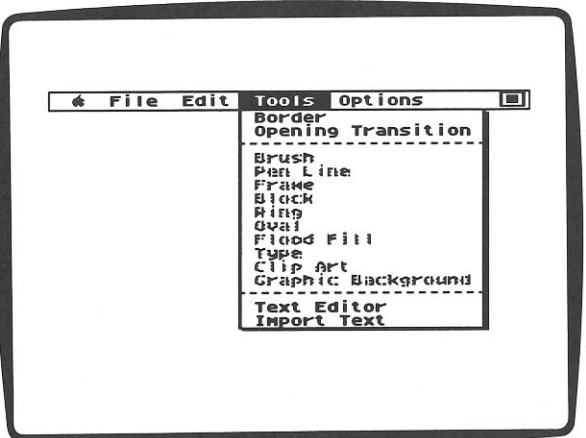 File Edit Tools Options
Border
Opening Transition
Brush
Pen Line
Frame
Block
Ring
Oval
Flood Fill
Type
Clip Art
Graphic Background
Text Editor
Import Text